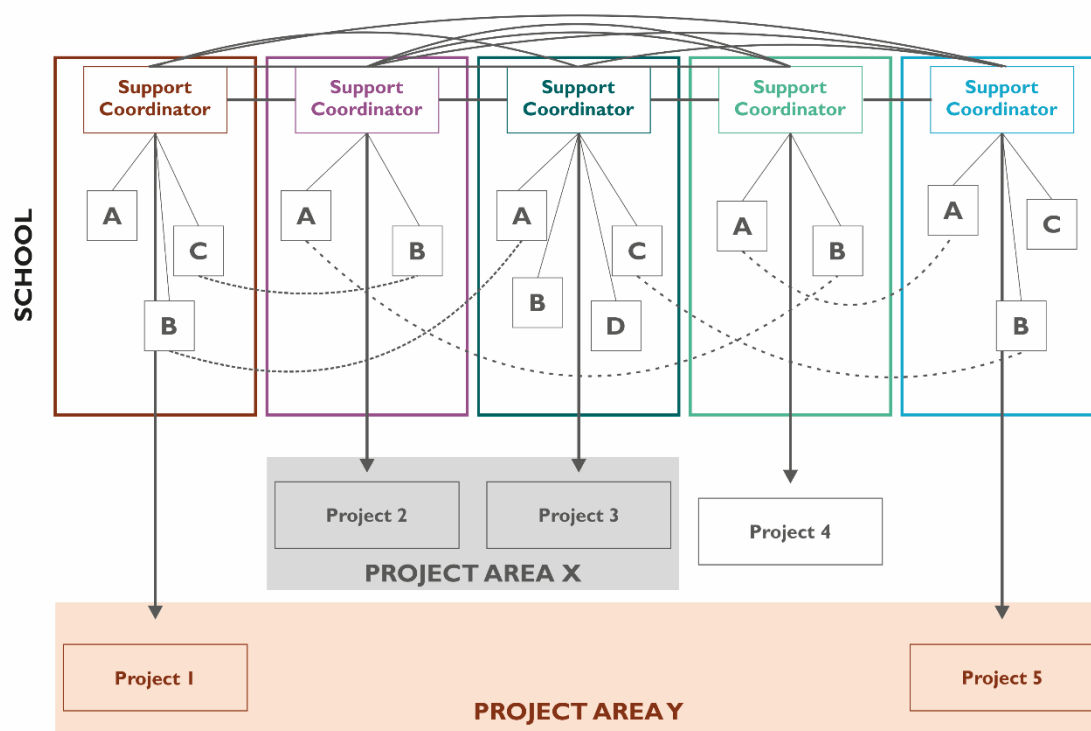 Support
Coordinator
Support
Coordinator
Support
Coordinator
Support
Coordinator
Support
Coordinator
SCHOOL
A
C
B
A
B
A
B
C
D
A
B
A
C
B
Project 2
Project 3
Project 4
PROJECT AREA X
Project 1
Project 5
PROJECT AREA Y